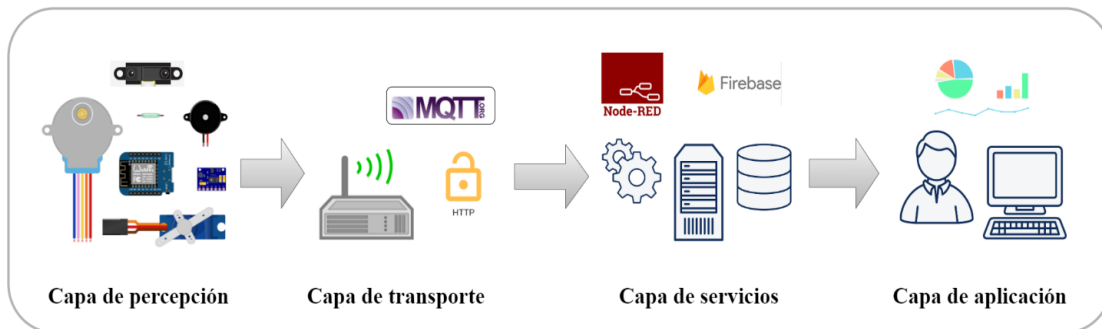 MQTT.ORG
HTTP
Node-RED
Firebase
Capa de percepción
Capa de transporte
Capa de servicios
Capa de aplicación